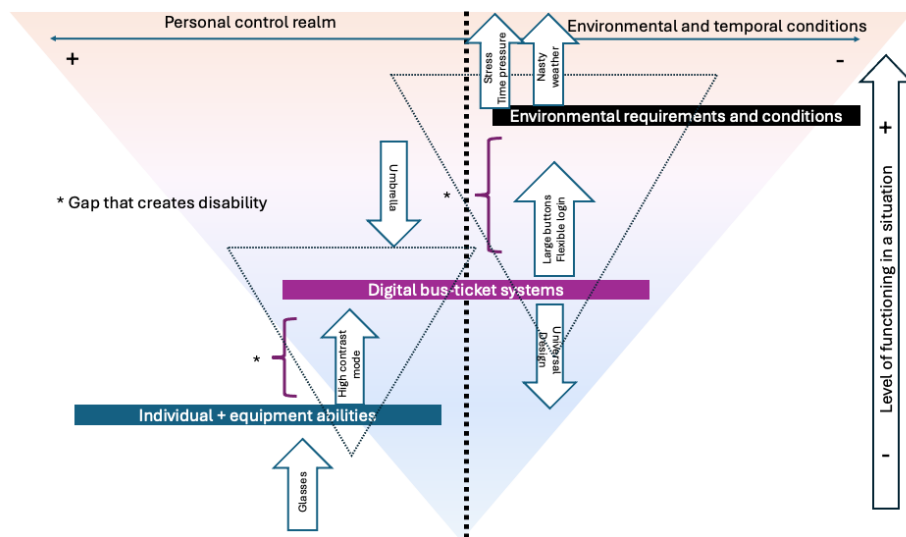 Personal control realm
Environmental and temporal conditions
+
-
Stress
Time pressure
Nasty
weather
Environmental requirements and conditions
+
Umbrella
*
* Gap that creates disability
Large buttons
Flexible login
Level of functioning in a situation
Digital bus-ticket systems
Universal
Design
High contrast
mode
*
Individual + equipment abilities
-
Glasses